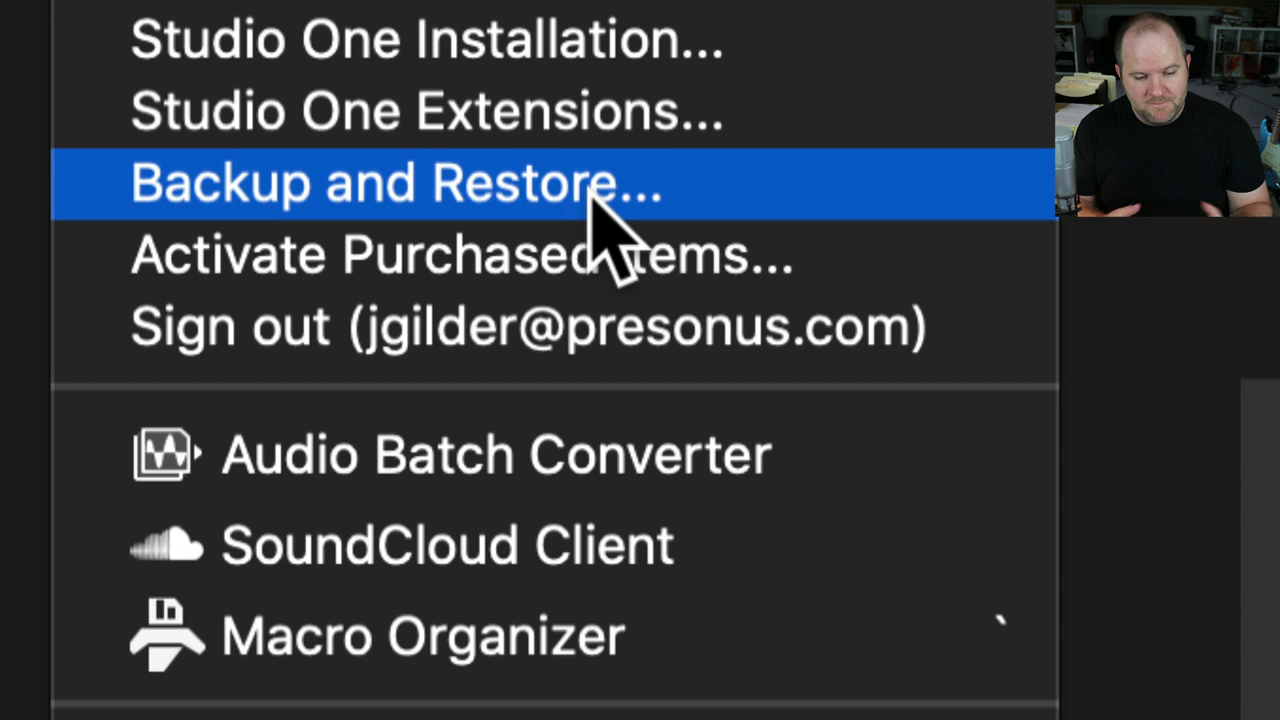 Studio One Installation...
Studio One Extensions...
Backup and Restore...
Activate Purchased Items...
Sign out (jgilder@presonus.com)
Audio Batch Converter
SoundCloud Client
Macro Organizer `